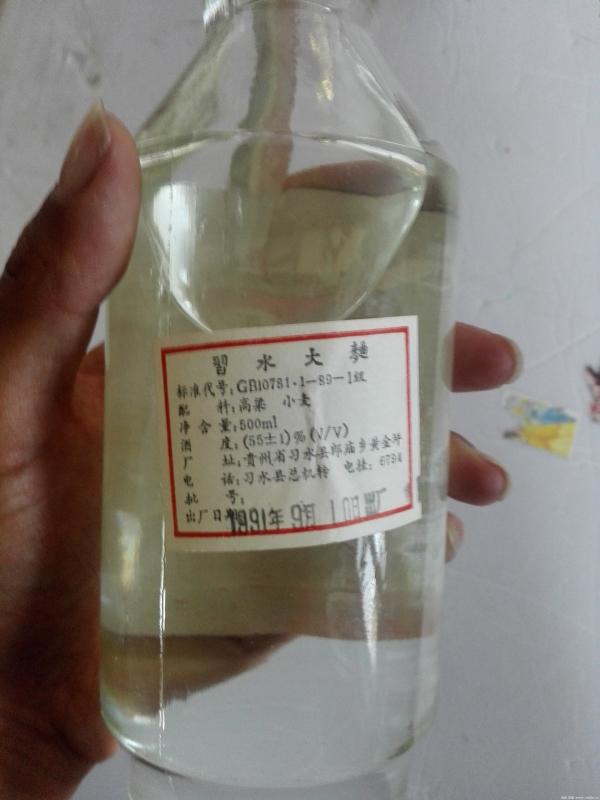 習水大麯
标准代号:GB10781·1-89-1級
配料:高粱 小麦
净含量:500ml
酒度:(55±1)%(V/V)
厂址:贵州省习水县郎庙乡黄金坪
电话:习水县总机转 电挂:6794
批号:
出厂日期1991年9月10日出厂